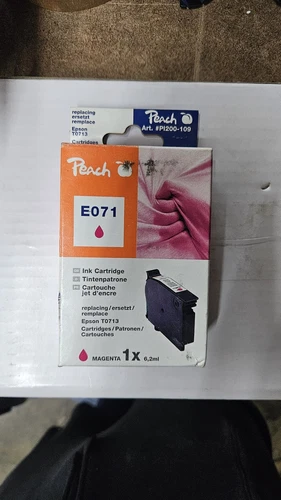 replacing
ersetzt
remplace
Epson
T0713
Cartridges
Peach
Art. #PI200-109
Peach
E071
Ink Cartridge
Tintenpatrone
Cartouche
jet d'encre
replacing/ersetzt/
remplace
Epson T0713
Cartridges/Patronen/
Cartouches
MAGENTA 1x 6,2ml